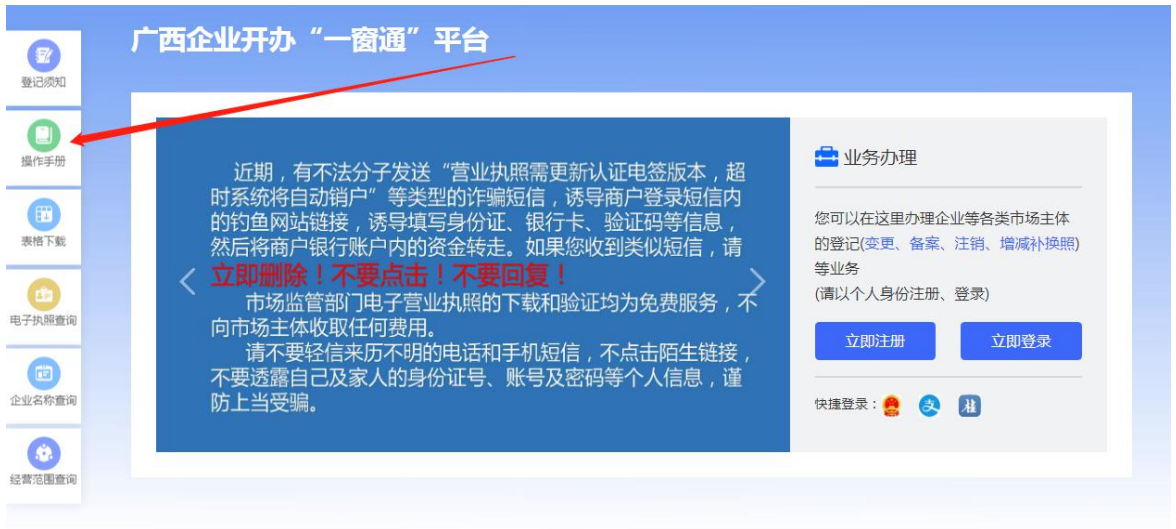 广西企业开办“一窗通”平台
登记须知
操作手册
表格下载
电子执照查询
企业名称查询
经营范围查询
近期，有不法分子发送“营业执照需更新认证电签版本，超
时系统将自动销户”等类型的诈骗短信，诱导商户登录短信内
的钓鱼网站链接，诱导填写身份证、银行卡、验证码等信息，
然后将商户银行账户内的资金转走。如果您收到类似短信，请
立即删除！不要点击！不要回复！
市场监管部门电子营业执照的下载和验证均为免费服务，不
向市场主体收取任何费用。
请不要轻信来历不明的电话和手机短信，不点击陌生链接，
不要透露自己及家人的身份证号、账号及密码等个人信息，谨
防上当受骗。
业务办理
您可以在这里办理企业等各类市场主体
的登记(变更、备案、注销、增减补换照)
等业务
(请以个人身份注册、登录)
立即注册
立即登录
快捷登录：
支
桂